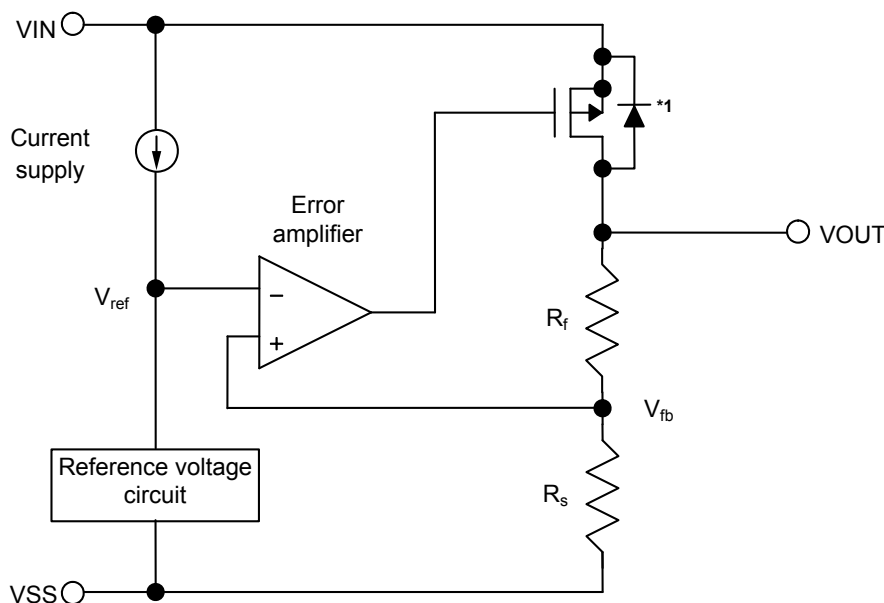 VIN
*1
Current
supply
Error
amplifier
VOUT
Vref
−
+
Rf
Vfb
Reference voltage
circuit
Rs
VSS